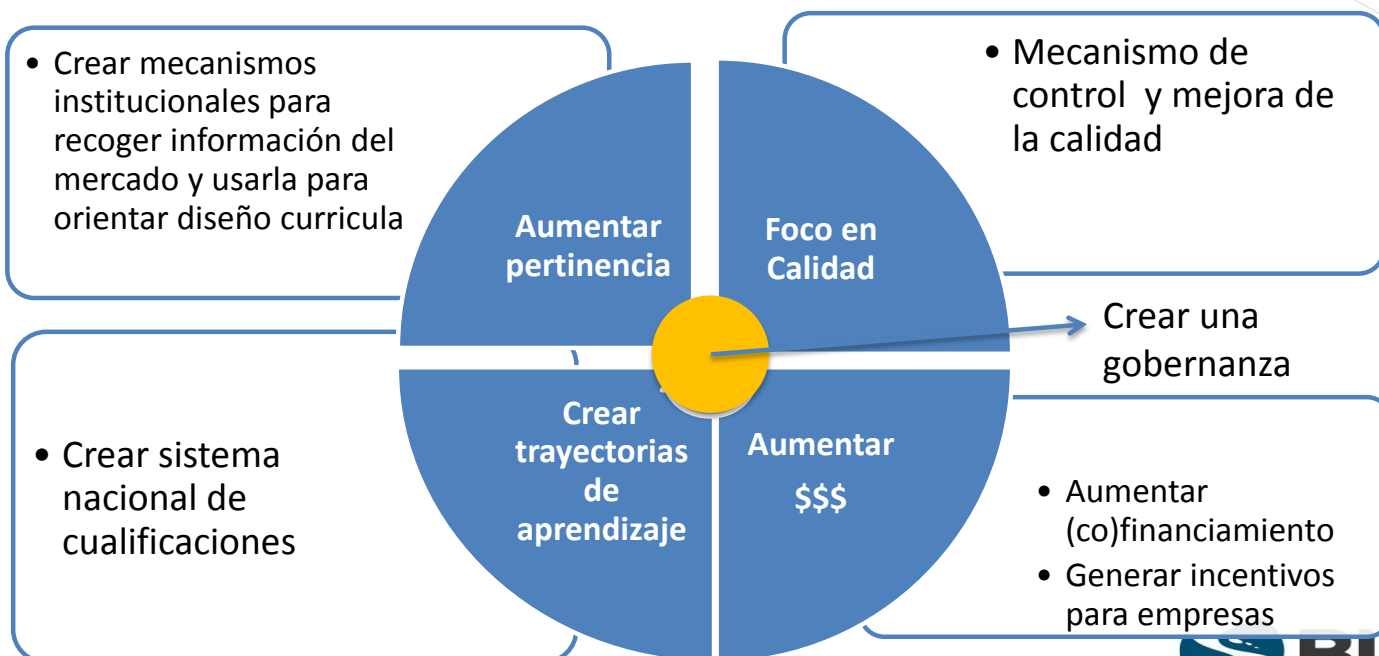 • Crear mecanismos
institucionales para
recoger información del
mercado y usarla para
orientar diseño curricula
Aumentar
pertinencia
Foco en
Calidad
• Mecanismo de
control y mejora de
la calidad
Crear una
gobernanza
• Crear sistema
nacional de
cualificaciones
Crear
trayectorias
de
aprendizaje
Aumentar
$$$
• Aumentar
(co)financiamiento
• Generar incentivos
para empresas